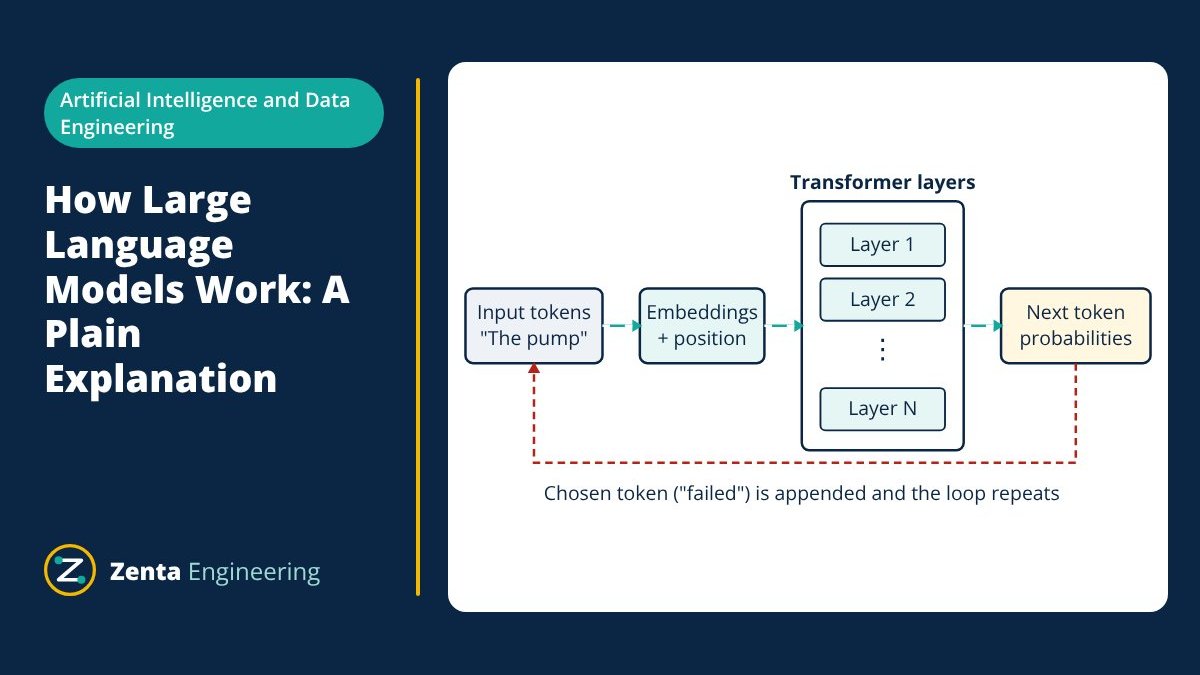 Artificial Intelligence and Data
Engineering
How Large
Language
Models Work: A
Plain
Explanation
Z
Zenta Engineering
Transformer layers
Layer 1
Layer 2
⋮
Layer N
Input tokens
"The pump"
Embeddings
+ position
Next token
probabilities
Chosen token ("failed") is appended and the loop repeats